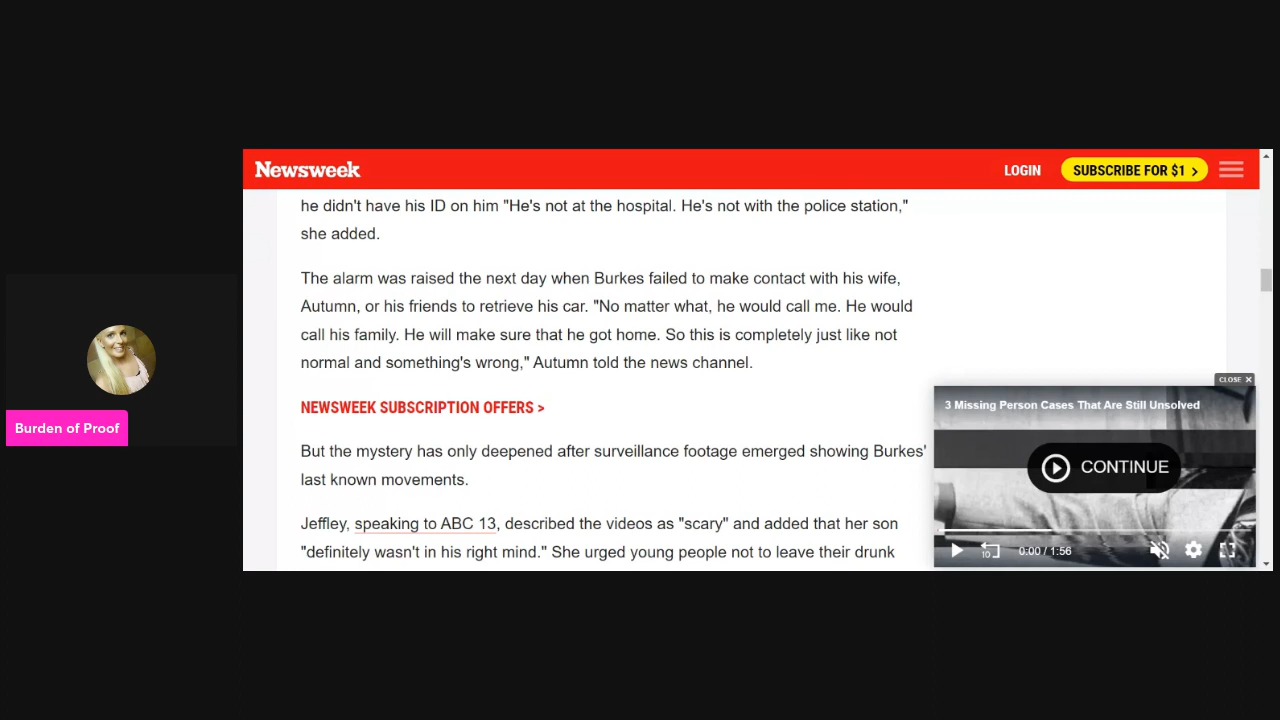 Newsweek
LOGIN
SUBSCRIBE FOR $1 >
he didn't have his ID on him "He's not at the hospital. He's not with the police station,"
she added.
The alarm was raised the next day when Burkes failed to make contact with his wife,
Autumn, or his friends to retrieve his car. "No matter what, he would call me. He would
call his family. He will make sure that he got home. So this is completely just like not
normal and something's wrong," Autumn told the news channel.
NEWSWEEK SUBSCRIPTION OFFERS >
But the mystery has only deepened after surveillance footage emerged showing Burkes'
last known movements.
Jeffley, speaking to ABC 13, described the videos as "scary" and added that her son
"definitely wasn't in his right mind." She urged young people not to leave their drunk
CLOSE X
3 Missing Person Cases That Are Still Unsolved
CONTINUE
10
0:00 / 1:56
Burden of Proof